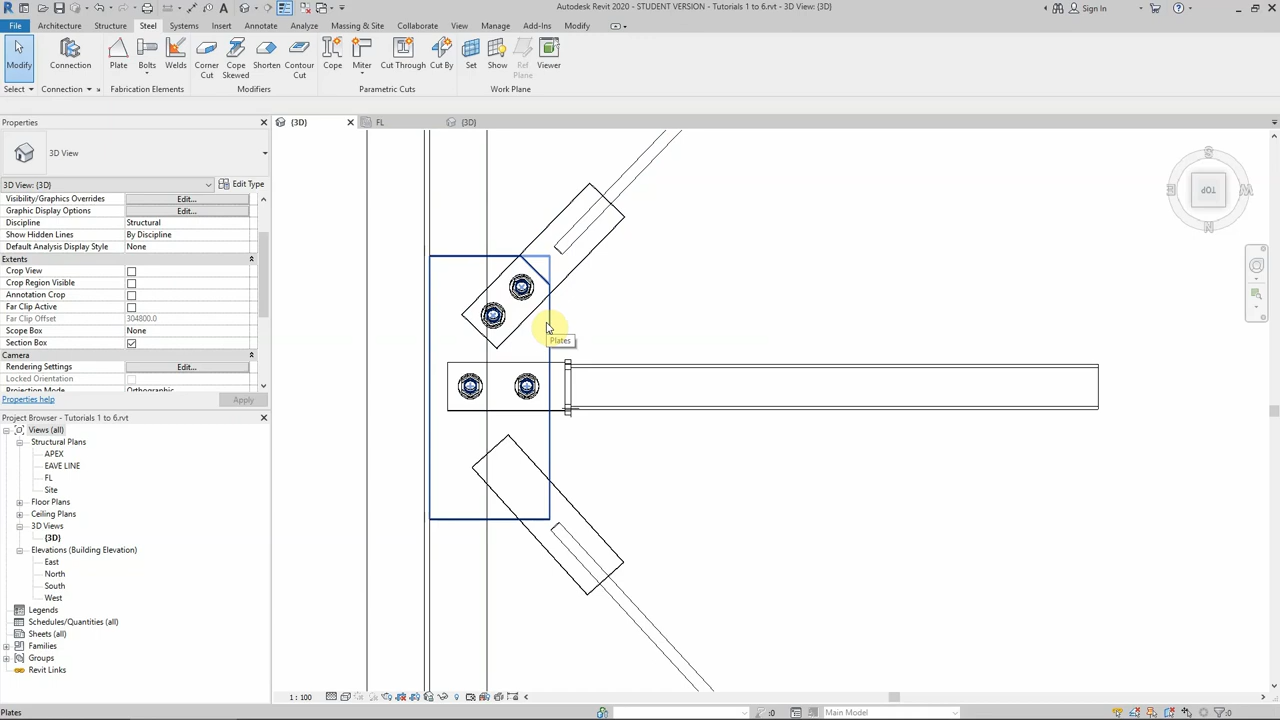 Autodesk Revit 2020 - STUDENT VERSION - Tutorials 1 to 6.rvt - 3D View: {3D}
Sign In
File Architecture Structure Steel Systems Insert Annotate Analyze Massing & Site Collaborate View Manage Add-Ins Modify
Modify Connection Plate Bolts Welds Corner Cut Cope Skewed Shorten Contour Cut Cope Miter Cut Through Cut By Set Show Ref Plane Viewer
Select Connection Fabrication Elements Modifiers Parametric Cuts Work Plane
Properties
{3D} FL {3D}
3D View
3D View: {3D} Edit Type
Visibility/Graphics Overrides Edit...
Graphic Display Options Edit...
Discipline Structural
Show Hidden Lines By Discipline
Default Analysis Display Style None
Extents
Crop View
Crop Region Visible
Annotation Crop
Far Clip Active
Far Clip Offset 304800.0
Scope Box None
Section Box
Camera
Rendering Settings Edit...
Locked Orientation
Projection Mode Orthographic
Properties help Apply
Project Browser - Tutorials 1 to 6.rvt
Views (all)
Structural Plans
APEX
EAVE LINE
FL
Site
Floor Plans
Ceiling Plans
3D Views
{3D}
Elevations (Building Elevation)
East
North
South
West
Legends
Schedules/Quantities (all)
Sheets (all)
Families
Groups
Revit Links
Plates
S
E TOP W
N
1 : 100
Plates
:0 Main Model :0